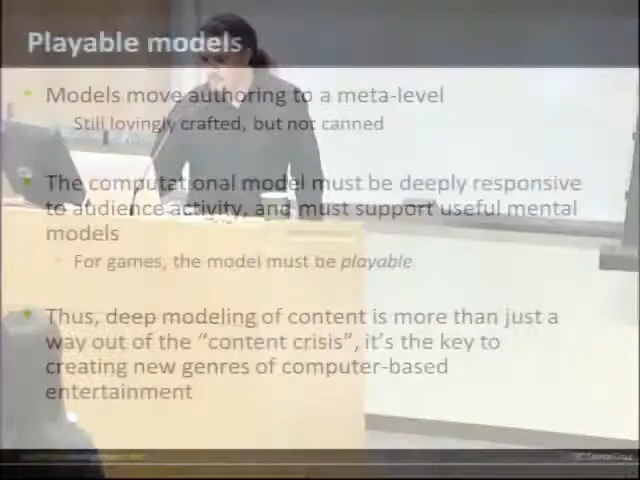 Playable models
Models move authoring to a meta-level
Still lovingly crafted, but not canned
The computational model must be deeply responsive
to audience activity, and must support useful mental
models
For games, the model must be playable
Thus, deep modeling of content is more than just a
way out of the “content crisis”, it’s the key to
creating new genres of computer-based
entertainment